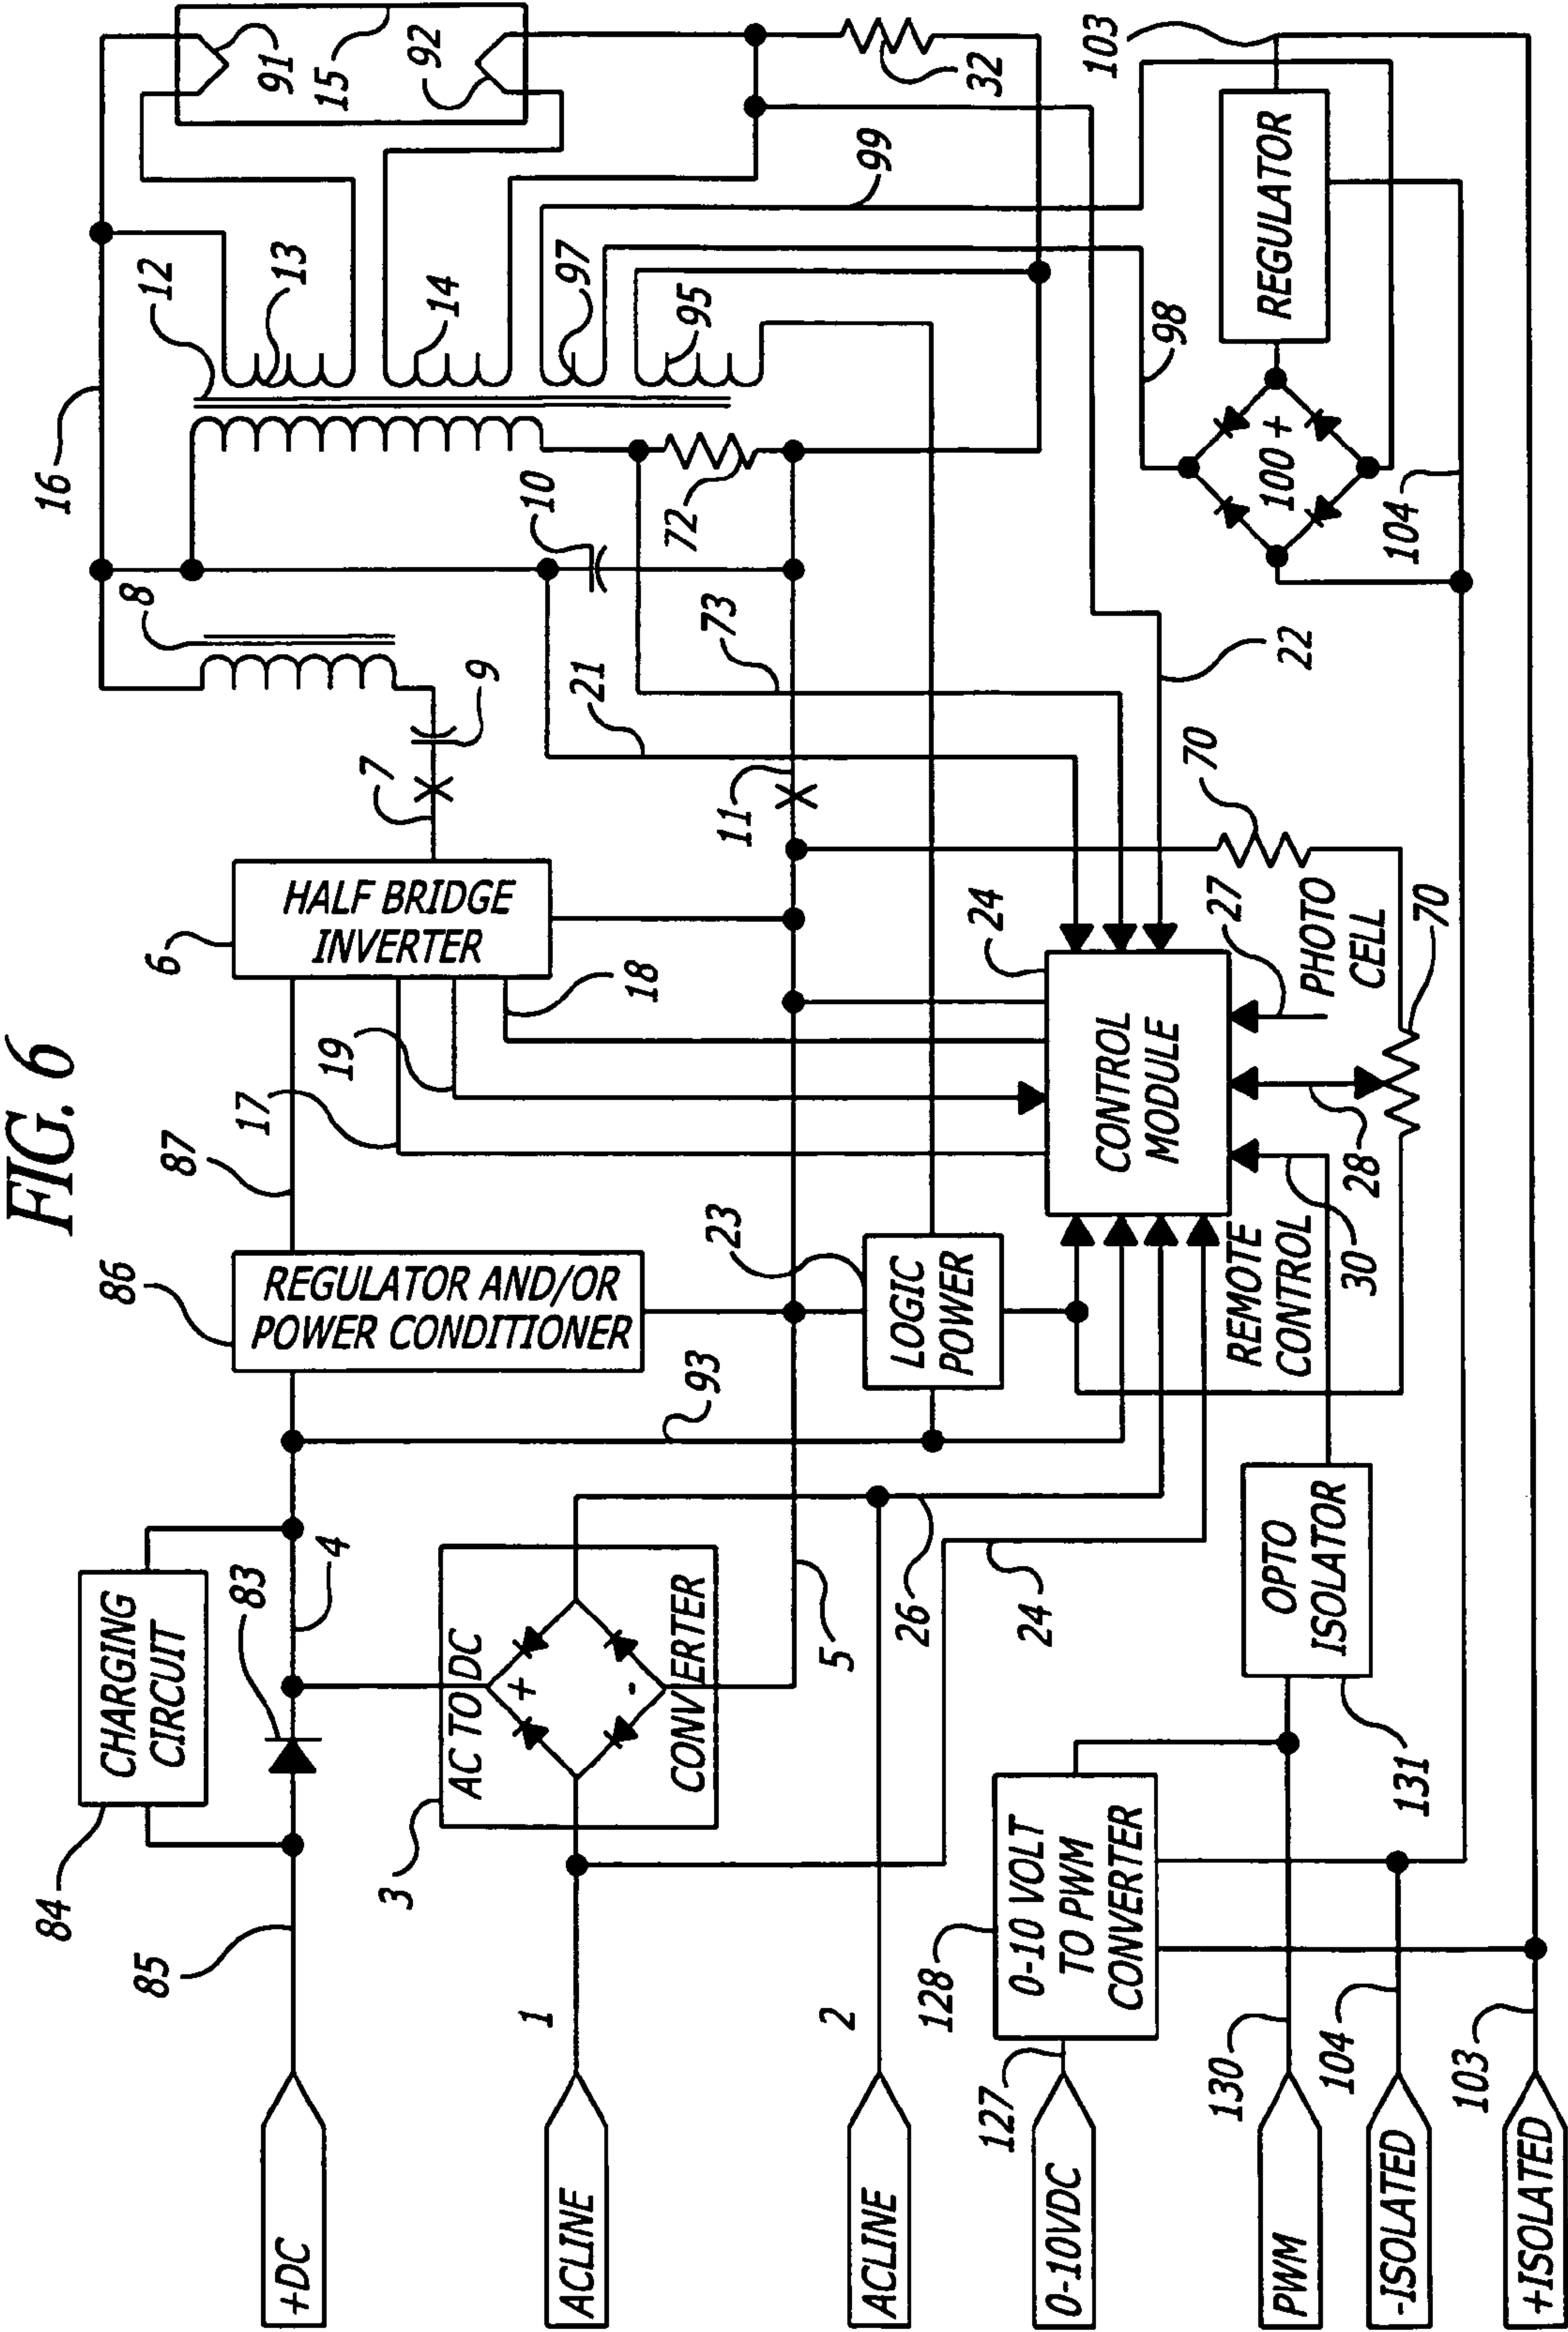 FIG. 6
84
CHARGING
CIRCUIT
85
+DC
83
4
86
REGULATOR AND/OR
POWER CONDITIONER
87
6
HALF BRIDGE
INVERTER
17
19
18
7
9
8
16
12
13
14
97
95
91
15
92
10
72
73
21
11
32
99
98
22
3
AC TO DC
+
-
CONVERTER
1
ACLINE
5
2
ACLINE
26
24
93
23
LOGIC
POWER
24
CONTROL
MODULE
70
27
PHOTO
CELL
70
28
30
REMOTE
CONTROL
128
0-10 VOLT
TO PWM
CONVERTER
127
0-10VDC
OPTO
ISOLATOR
131
130
PWM
104
-ISOLATED
103
+ISOLATED
100 +
REGULATOR
103
104